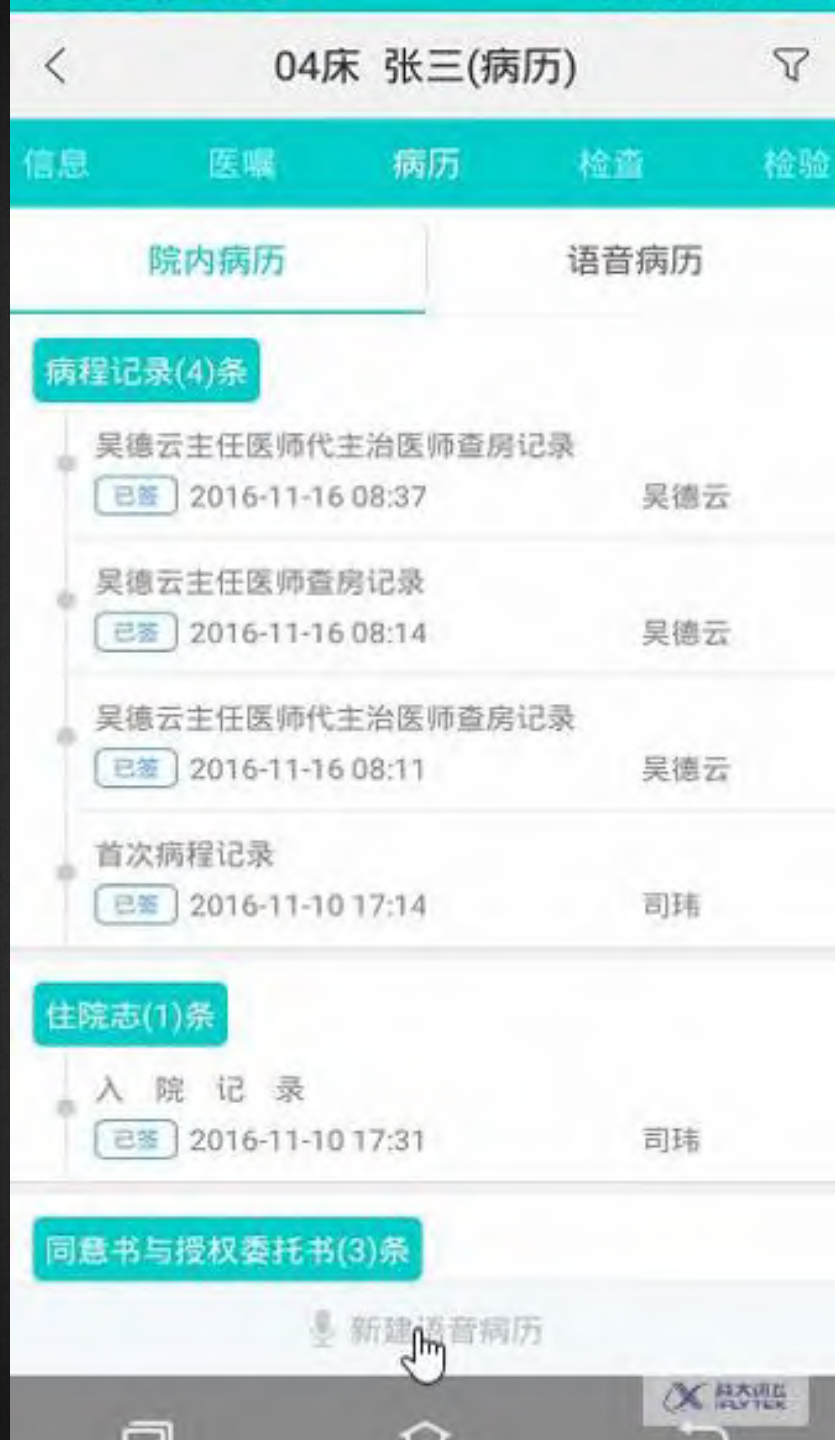 04床 张三(病历)
信息 医嘱 病历 检查 检验
院内病历 语音病历
病程记录(4)条
吴德云主任医师代主治医师查房记录
已签 2016-11-16 08:37 吴德云
吴德云主任医师查房记录
已签 2016-11-16 08:14 吴德云
吴德云主任医师代主治医师查房记录
已签 2016-11-16 08:11 吴德云
首次病程记录
已签 2016-11-10 17:14 司玮
住院志(1)条
入 院 记 录
已签 2016-11-10 17:31 司玮
同意书与授权委托书(3)条
新建语音病历
科大讯飞
iFLYTEK